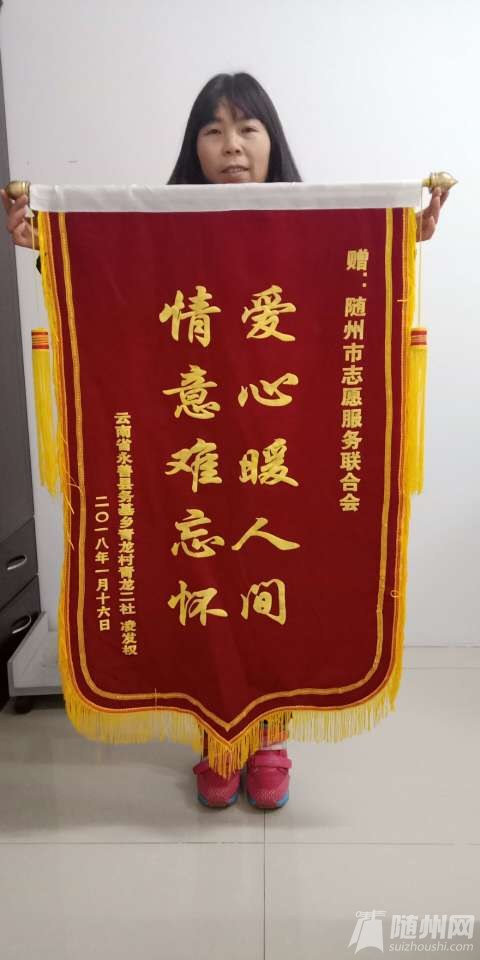 赠：随州市志愿服务联合会
爱心暖人间
情意难忘怀
云南省永善县务基乡青龙村青龙二社 凌发权
二〇一八年一月十六日
随州网
suizhoushi.com